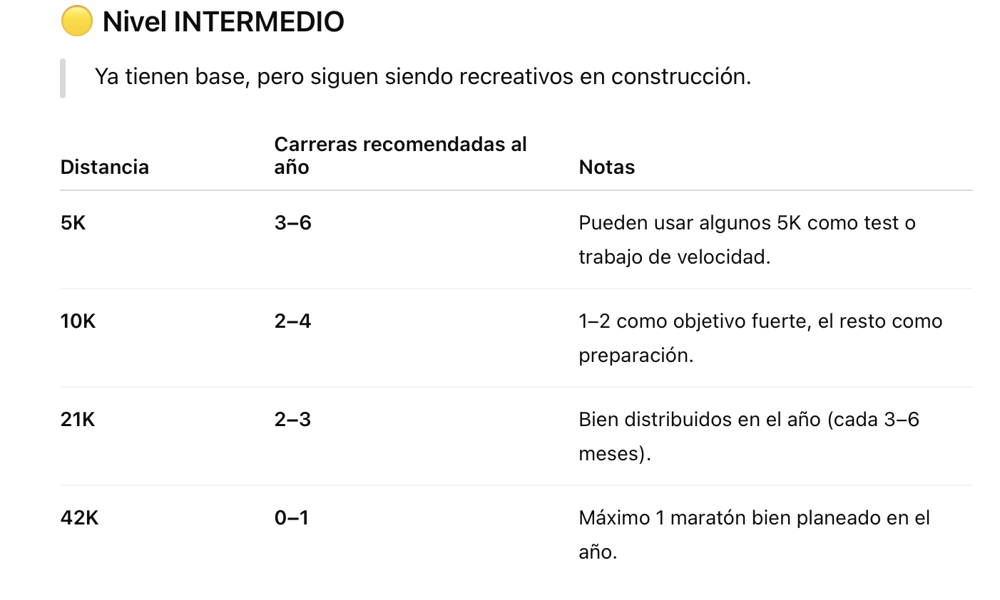 🟡 Nivel INTERMEDIO
Ya tienen base, pero siguen siendo recreativos en construcción.
Carreras recomendadas al
Distancia año Notas
5K 3–6 Pueden usar algunos 5K como test o
trabajo de velocidad.
10K 2–4 1–2 como objetivo fuerte, el resto como
preparación.
21K 2–3 Bien distribuidos en el año (cada 3–6
meses).
42K 0–1 Máximo 1 maratón bien planeado en el
año.